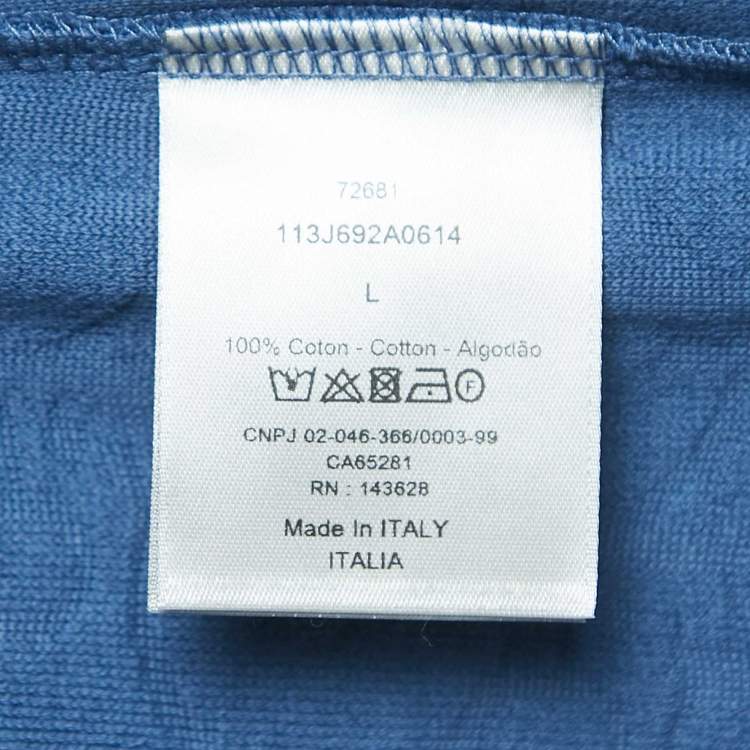 72681
113J692A0614
L
100% Coton - Cotton - Algodão
F
CNPJ 02-046-366/0003-99
CA65281
RN : 143628
Made In ITALY
ITALIA